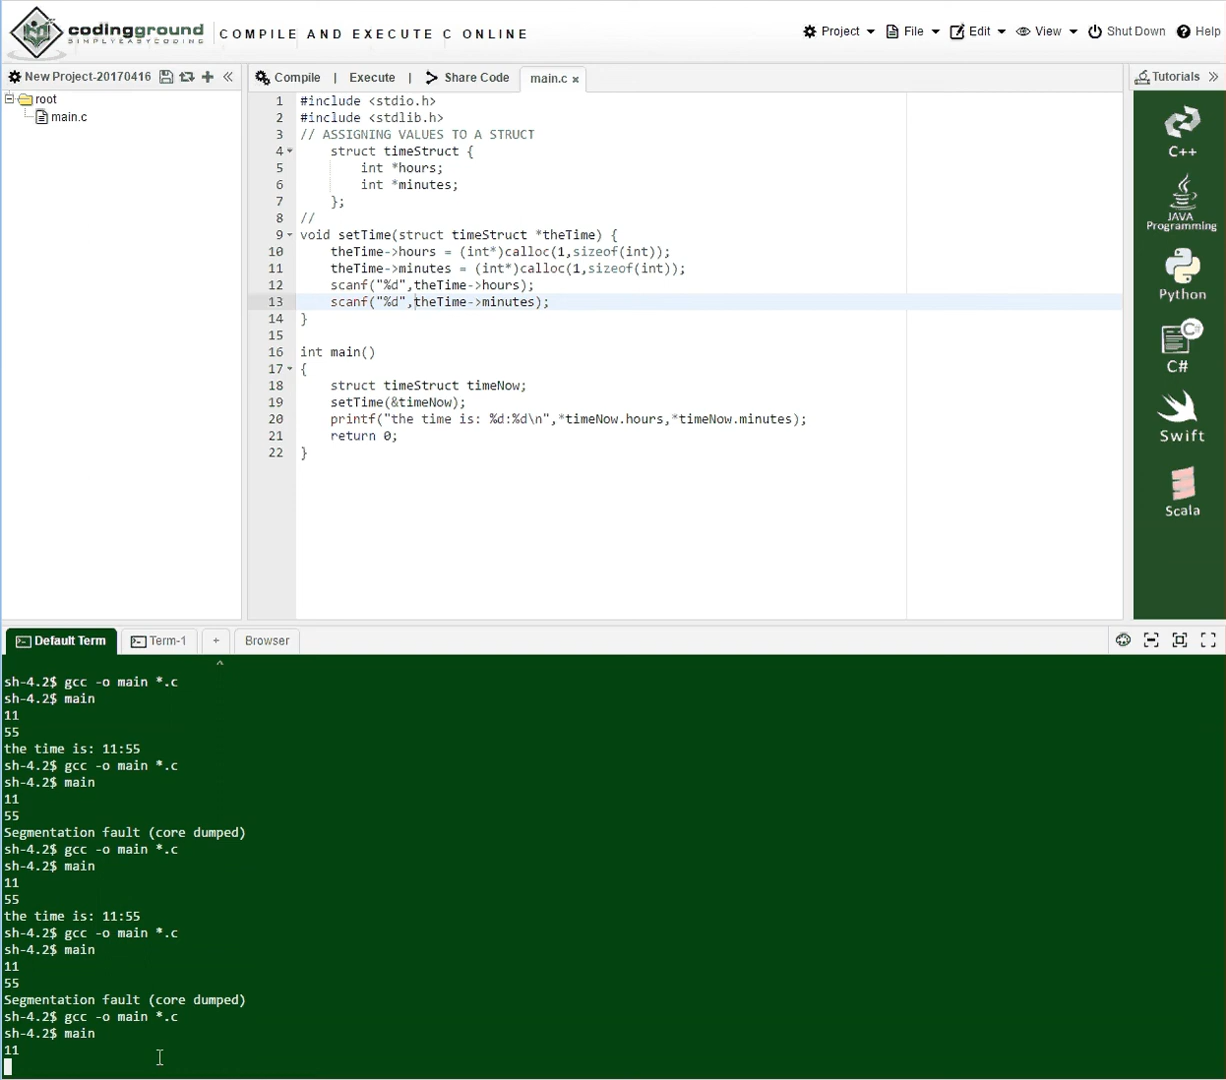 codingground
SIMPLYEASYCODING
COMPILE AND EXECUTE C ONLINE
Project File Edit View Shut Down Help
New Project-20170416
Compile | Execute | Share Code main.c
Tutorials
root
main.c
1 #include <stdio.h>
2 #include <stdlib.h>
3 // ASSIGNING VALUES TO A STRUCT
4 struct timeStruct {
5 int *hours;
6 int *minutes;
7 };
8 //
9 void setTime(struct timeStruct *theTime) {
10 theTime->hours = (int*)calloc(1,sizeof(int));
11 theTime->minutes = (int*)calloc(1,sizeof(int));
12 scanf("%d",theTime->hours);
13 scanf("%d",theTime->minutes);
14 }
15
16 int main()
17 {
18 struct timeStruct timeNow;
19 setTime(&timeNow);
20 printf("the time is: %d:%d\n",*timeNow.hours,*timeNow.minutes);
21 return 0;
22 }
C++
JAVA
Programming
Python
C#
C#
Swift
Scala
Default Term Term-1 + Browser
^
sh-4.2$ gcc -o main *.c
sh-4.2$ main
11
55
the time is: 11:55
sh-4.2$ gcc -o main *.c
sh-4.2$ main
11
55
Segmentation fault (core dumped)
sh-4.2$ gcc -o main *.c
sh-4.2$ main
11
55
the time is: 11:55
sh-4.2$ gcc -o main *.c
sh-4.2$ main
11
55
Segmentation fault (core dumped)
sh-4.2$ gcc -o main *.c
sh-4.2$ main
11